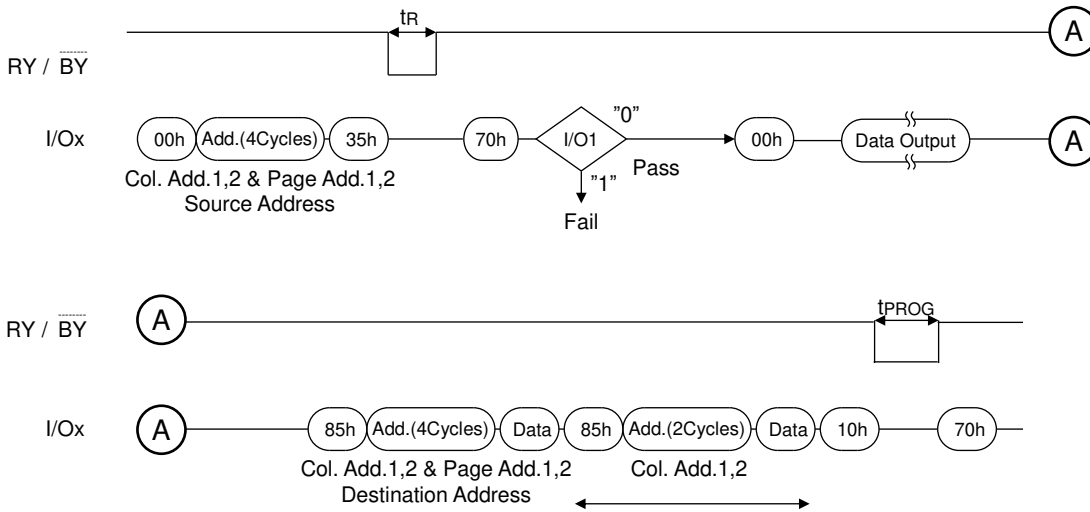 tR
A
RY / BY
I/Ox
00h Add.(4Cycles) 35h 70h I/O1 "0" 00h Data Output A
Pass
"1"
Col. Add.1,2 & Page Add.1,2
Source Address
Fail
A
tPROG
RY / BY
I/Ox
A 85h Add.(4Cycles) Data 85h Add.(2Cycles) Data 10h 70h
Col. Add.1,2 & Page Add.1,2 Col. Add.1,2
Destination Address